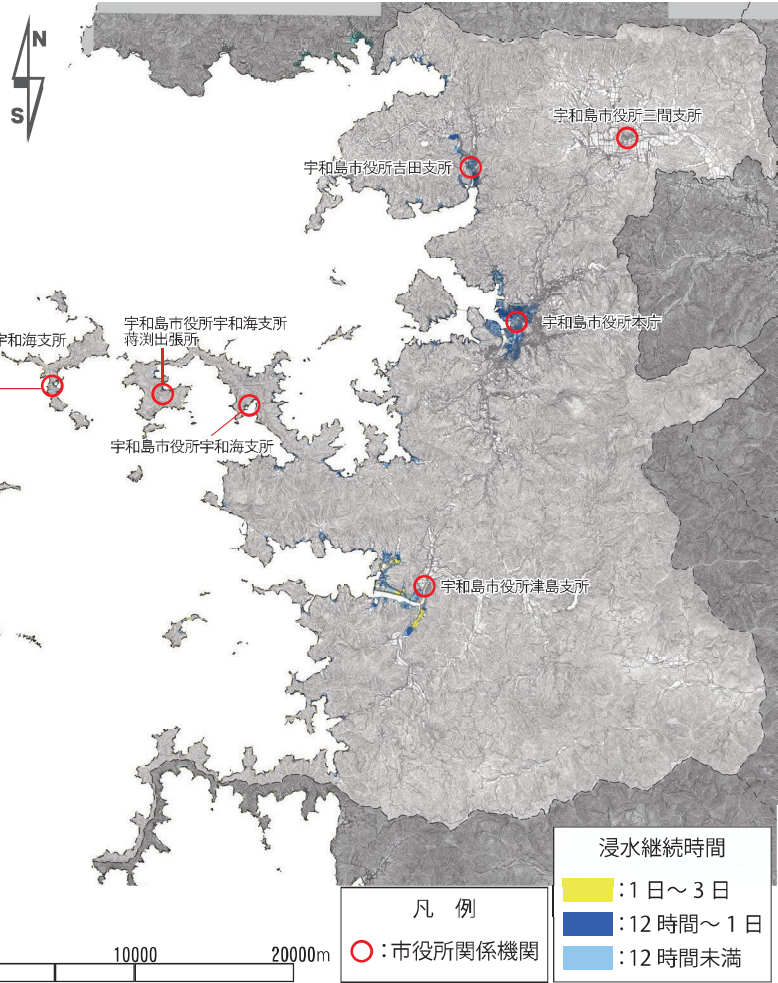 N
S
宇和島市役所三間支所
宇和島市役所吉田支所
宇和島市役所宇和海支所
蒋渕出張所
宇和海支所
宇和島市役所本庁
宇和島市役所宇和海支所
宇和島市役所津島支所
浸水継続時間
:1日～3日
:12時間～1日
:12時間未満
凡 例
:市役所関係機関
10000
20000m